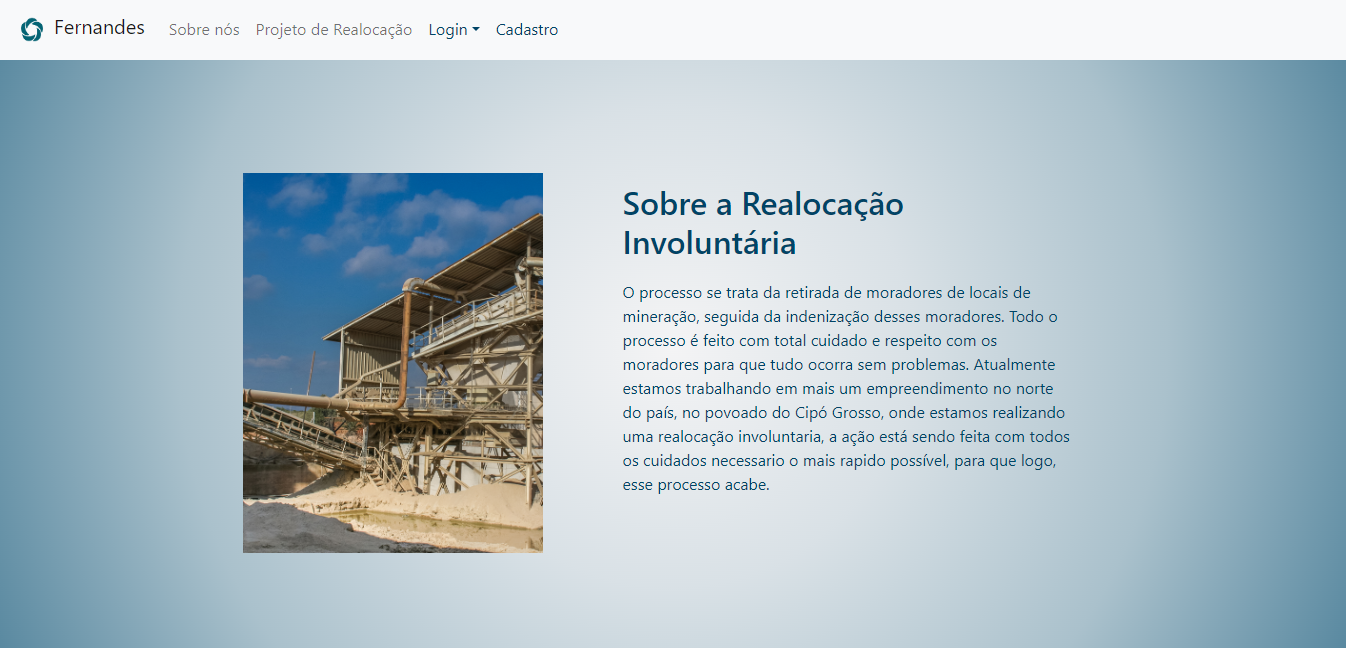 Fernandes Sobre nós Projeto de Realocação Login Cadastro
Sobre a Realocação
Involuntária
O processo se trata da retirada de moradores de locais de
mineração, seguida da indenização desses moradores. Todo o
processo é feito com total cuidado e respeito com os
moradores para que tudo ocorra sem problemas. Atualmente
estamos trabalhando em mais um empreendimento no norte
do país, no povoado do Cipó Grosso, onde estamos realizando
uma realocação involuntaria, a ação está sendo feita com todos
os cuidados necessario o mais rapido possível, para que logo,
esse processo acabe.